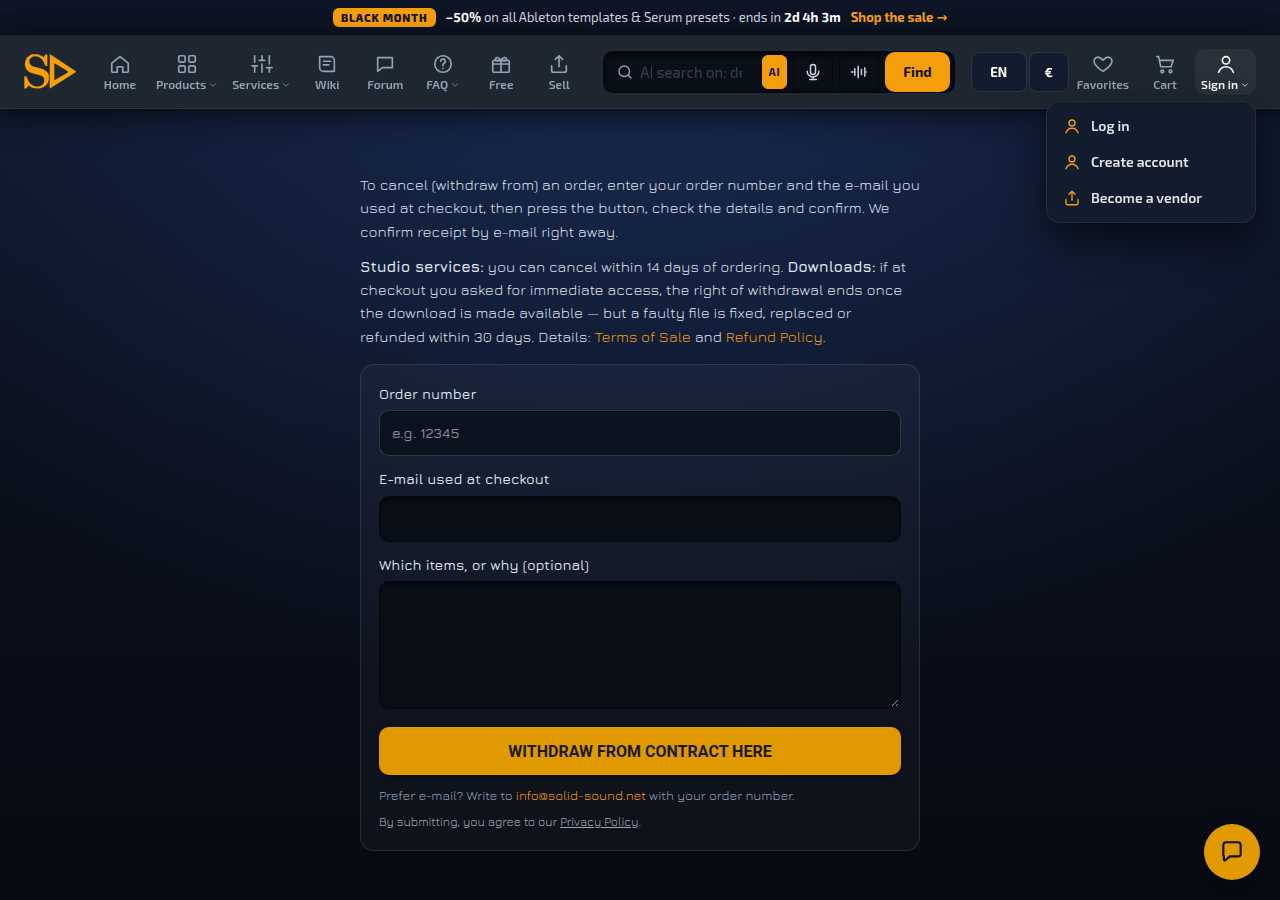 BLACK MONTH −50% on all Ableton templates & Serum presets · ends in 2d 4h 3m Shop the sale →
Home Products Services Wiki Forum FAQ Free Sell AI search on: dr AI Find EN € Favorites Cart Sign in
Log in
Create account
Become a vendor
To cancel (withdraw from) an order, enter your order number and the e-mail you
used at checkout, then press the button, check the details and confirm. We
confirm receipt by e-mail right away.
Studio services: you can cancel within 14 days of ordering. Downloads: if at
checkout you asked for immediate access, the right of withdrawal ends once
the download is made available — but a faulty file is fixed, replaced or
refunded within 30 days. Details: Terms of Sale and Refund Policy.
Order number
e.g. 12345
E-mail used at checkout
Which items, or why (optional)
WITHDRAW FROM CONTRACT HERE
Prefer e-mail? Write to info@solid-sound.net with your order number.
By submitting, you agree to our Privacy Policy.